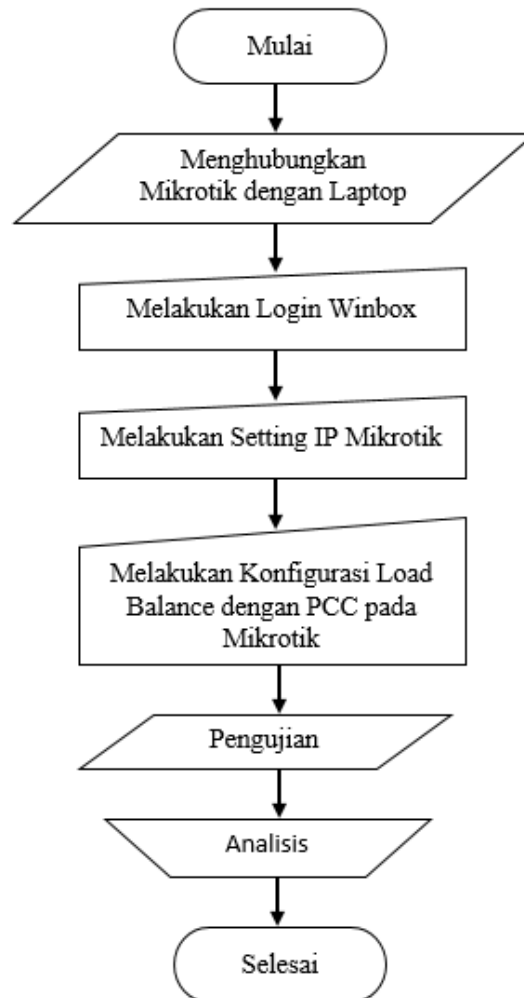 Mulai
Menghubungkan
Mikrotik dengan Laptop
Melakukan Login Winbox
Melakukan Setting IP Mikrotik
Melakukan Konfigurasi Load
Balance dengan PCC pada
Mikrotik
Pengujian
Analisis
Selesai